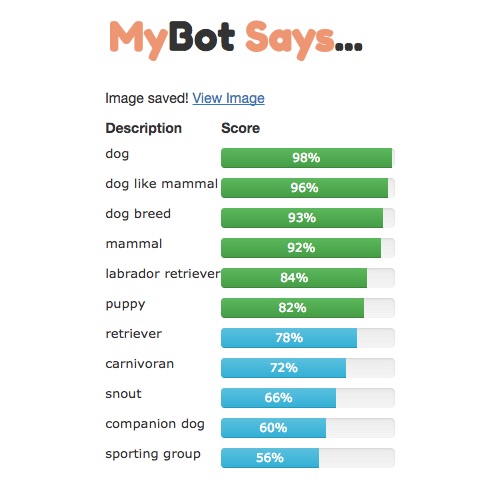 MyBot Says...
Image saved! View Image
Description Score
dog 98%
dog like mammal 96%
dog breed 93%
mammal 92%
labrador retriever 84%
puppy 82%
retriever 78%
carnivoran 72%
snout 66%
companion dog 60%
sporting group 56%